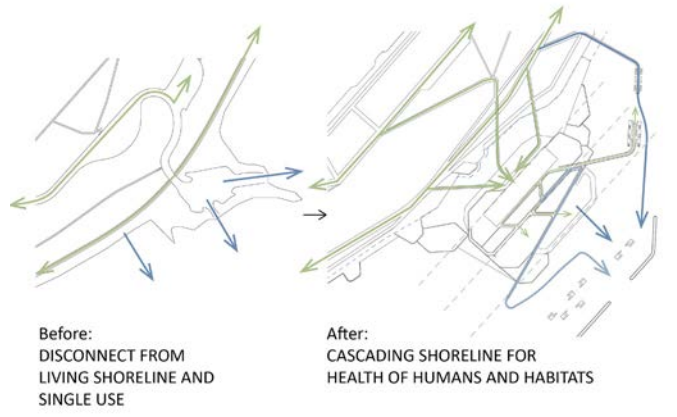 Before:
DISCONNECT FROM
LIVING SHORELINE AND
SINGLE USE
After:
CASCADING SHORELINE FOR
HEALTH OF HUMANS AND HABITATS